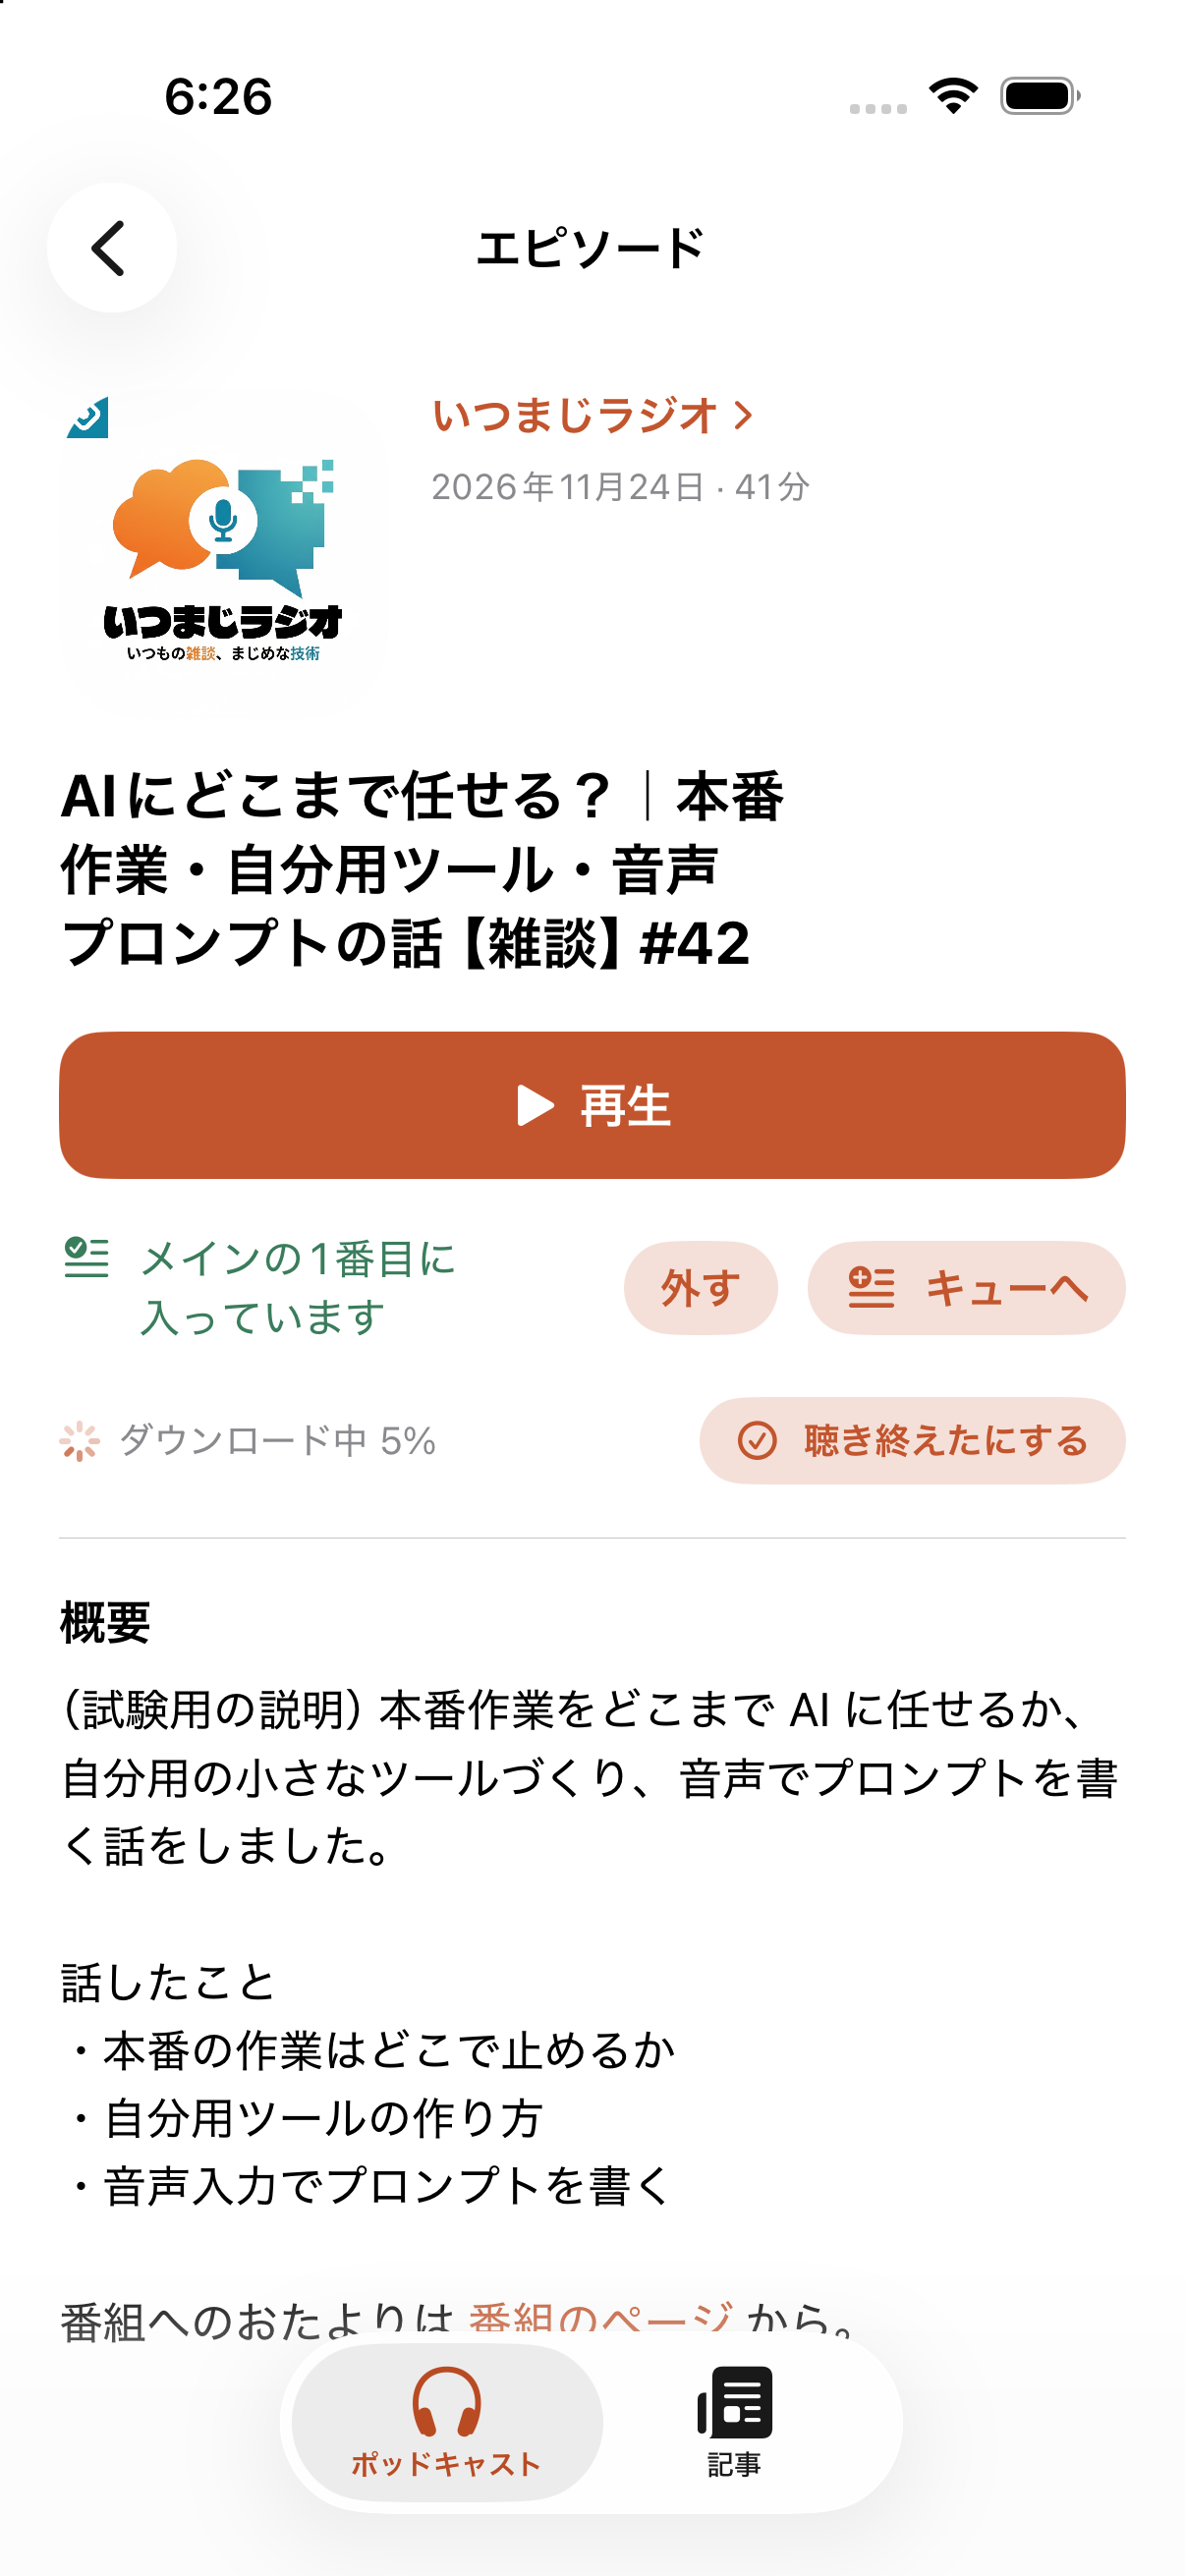 6:26
エピソード
いつまじラジオ
2026年11月24日 · 41分
いつまじラジオ
いつもの雑談、まじめな技術
AIにどこまで任せる？｜本番
作業・自分用ツール・音声
プロンプトの話【雑談】#42
再生
メインの1番目に
入っています
外す
キューへ
ダウンロード中 5%
聴き終えたにする
概要
（試験用の説明）本番作業をどこまで AI に任せるか、
自分用の小さなツールづくり、音声でプロンプトを書
く話をしました。
話したこと
・本番の作業はどこで止めるか
・自分用ツールの作り方
・音声入力でプロンプトを書く
番組へのおたよりは 番組のページ から。
ポッドキャスト
記事